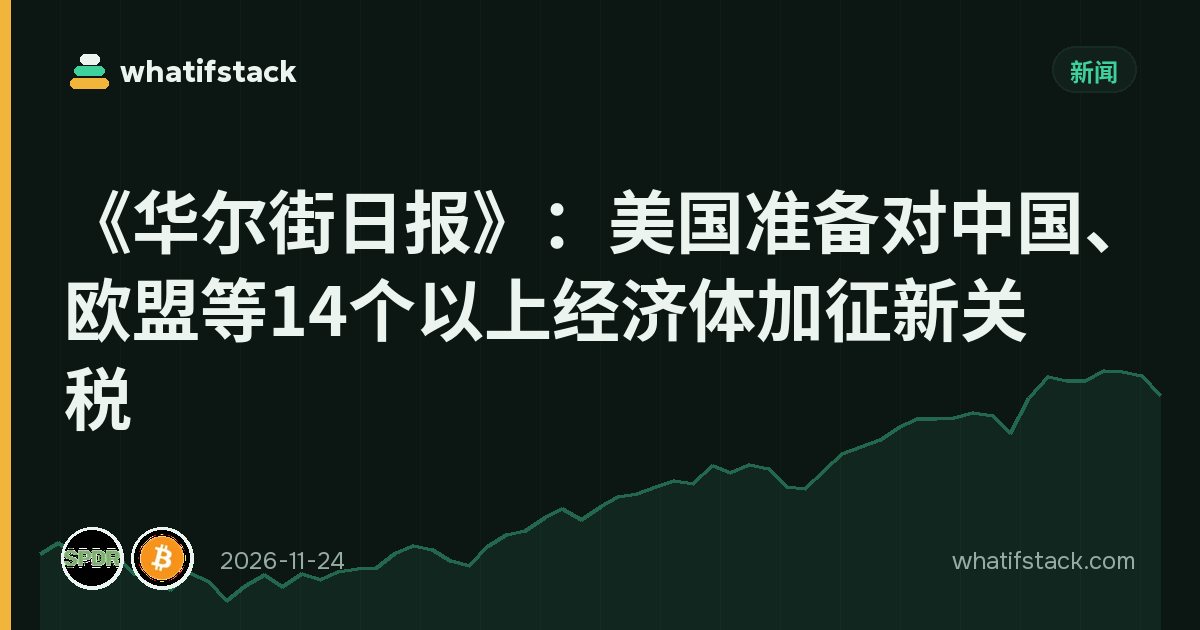 whatifstack
新闻
《华尔街日报》：美国准备对中国、
欧盟等14个以上经济体加征新关
税
SPDR
2026-11-24
whatifstack.com